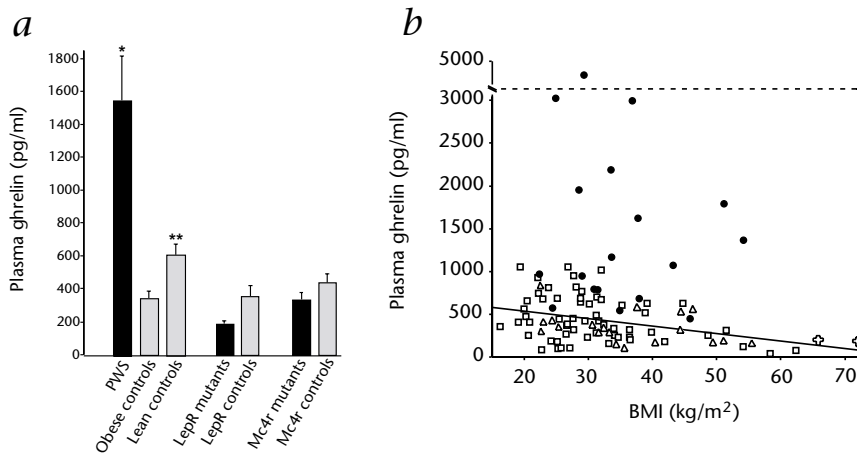 a
b
Plasma ghrelin (pg/ml)
1800
1600
1400
1200
1000
800
600
400
200
0
*
**
PWS
Obese controls
Lean controls
LepR mutants
LepR controls
Mc4r mutants
Mc4r controls
Plasma ghrelin (pg/ml)
5000
3000
2500
2000
1500
1000
500
0
20 30 40 50 60 70
BMI (kg/m²)